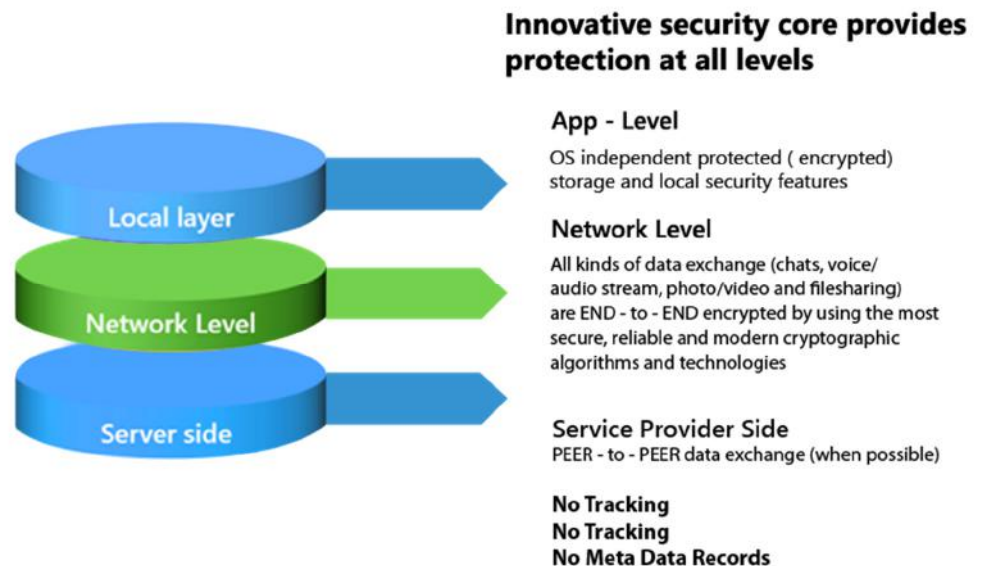 Innovative security core provides
protection at all levels
Local layer
App - Level
OS independent protected ( encrypted)
storage and local security features
Network Level
Network Level
All kinds of data exchange (chats, voice/
audio stream, photo/video and filesharing)
are END - to - END encrypted by using the most
secure, reliable and modern cryptographic
algorithms and technologies
Server side
Service Provider Side
PEER - to - PEER data exchange (when possible)
No Tracking
No Tracking
No Meta Data Records